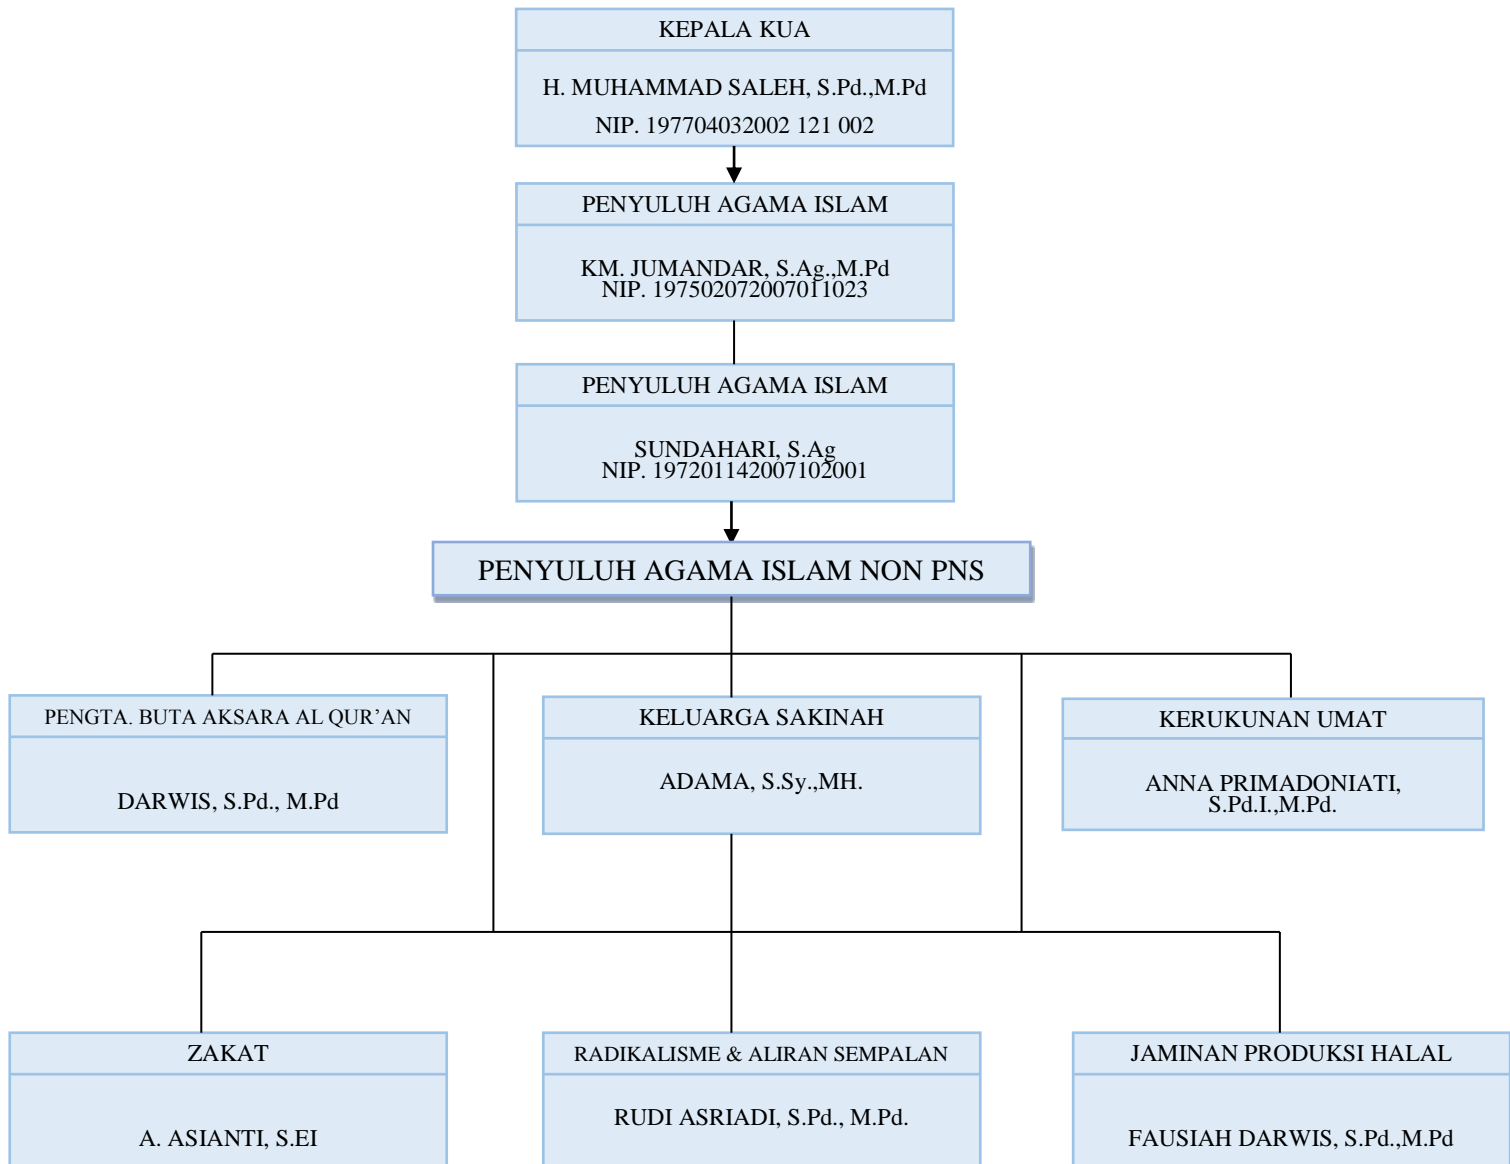 KEPALA KUA
H. MUHAMMAD SALEH, S.Pd.,M.Pd
NIP. 197704032002 121 002
PENYULUH AGAMA ISLAM
KM. JUMANDAR, S.Ag.,M.Pd
NIP. 197502072007011023
PENYULUH AGAMA ISLAM
SUNDAHARI, S.Ag
NIP. 197201142007102001
PENYULUH AGAMA ISLAM NON PNS
PENGTA. BUTA AKSARA AL QUR’AN
DARWIS, S.Pd., M.Pd
KELUARGA SAKINAH
ADAMA, S.Sy.,MH.
KERUKUNAN UMAT
ANNA PRIMADONIATI,
S.Pd.I.,M.Pd.
ZAKAT
A. ASIANTI, S.EI
RADIKALISME & ALIRAN SEMPALAN
RUDI ASRIADI, S.Pd., M.Pd.
JAMINAN PRODUKSI HALAL
FAUSIAH DARWIS, S.Pd.,M.Pd